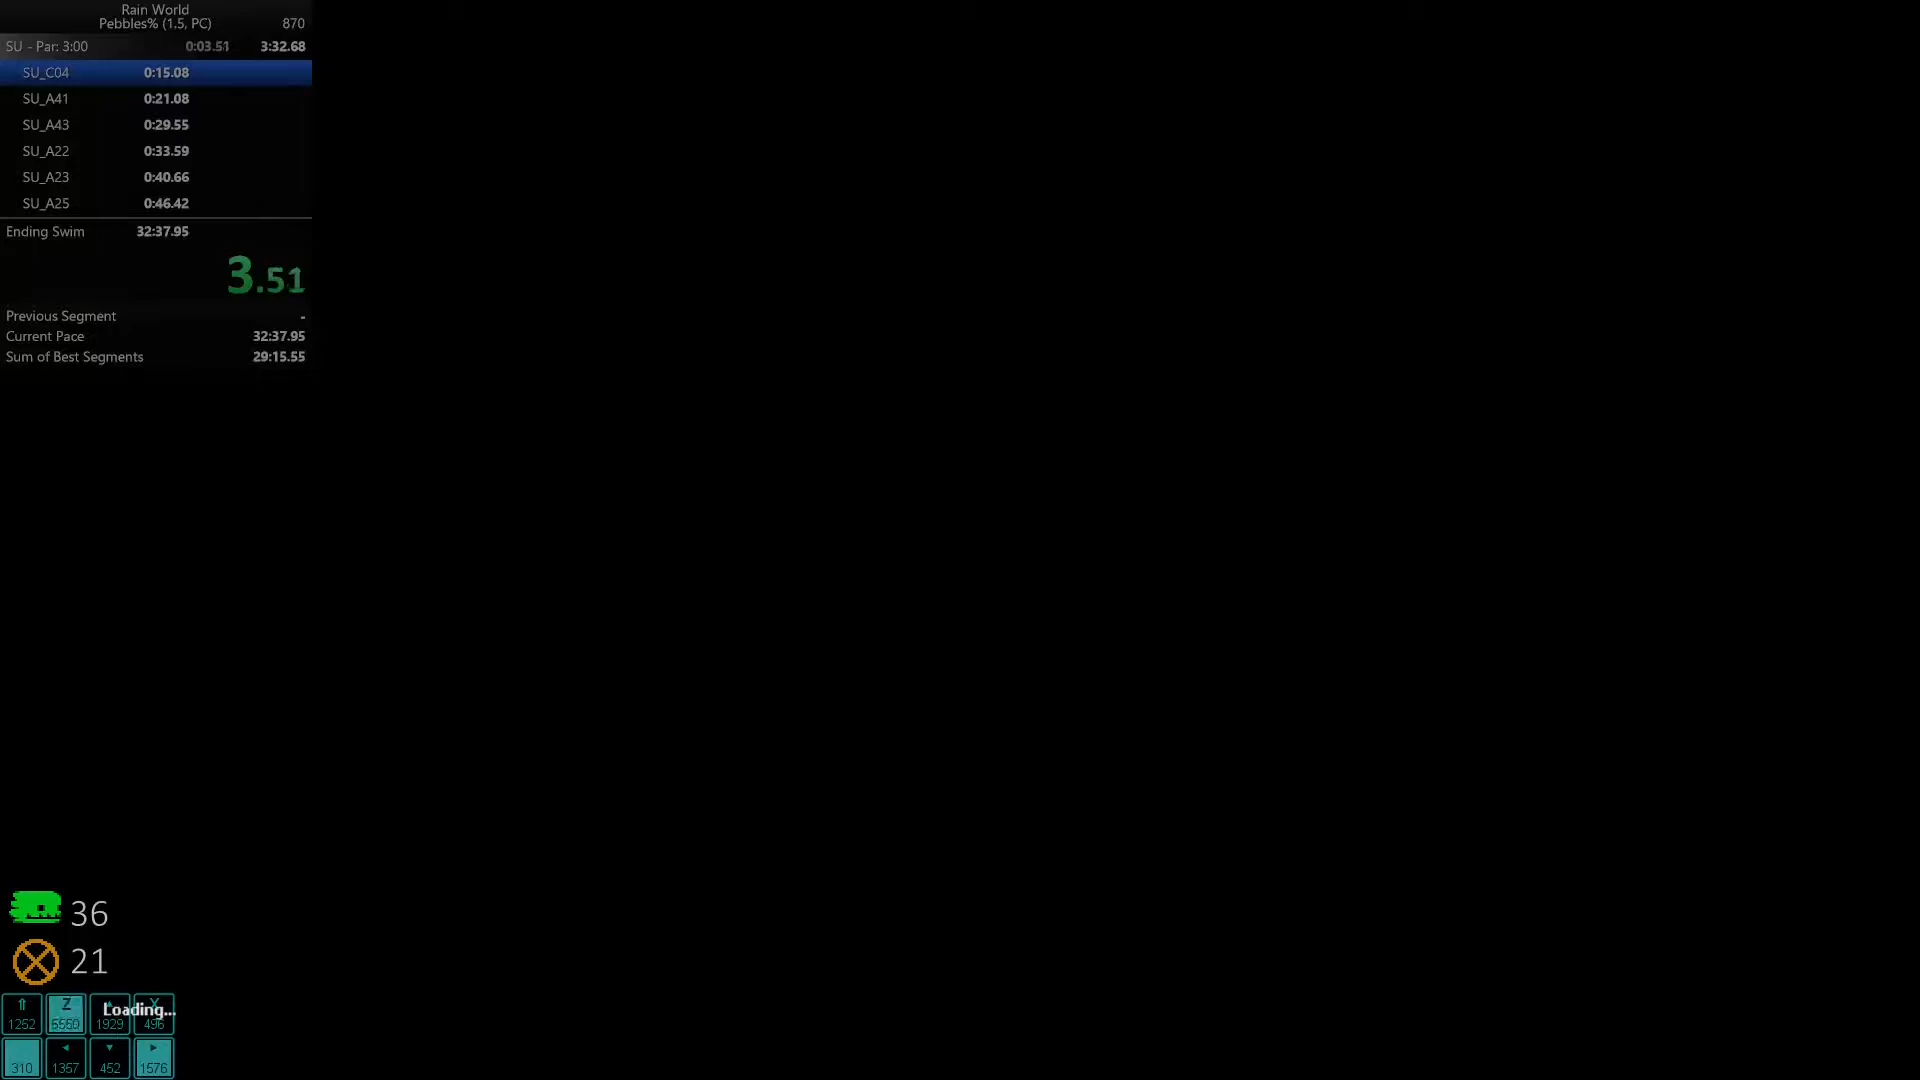 Rain World
Pebbles% (1.5, PC) 870
SU - Par: 3:00 0:03.51 3:32.68
SU_C04 0:15.08
SU_A41 0:21.08
SU_A43 0:29.55
SU_A22 0:33.59
SU_A23 0:40.66
SU_A25 0:46.42
Ending Swim 32:37.95
3.51
Previous Segment -
Current Pace 32:37.95
Sum of Best Segments 29:15.55
36
21
⇑ Z ▲ X
Loading...
1252 5550 1929 496
◄ ▼ ►
310 1357 452 1576